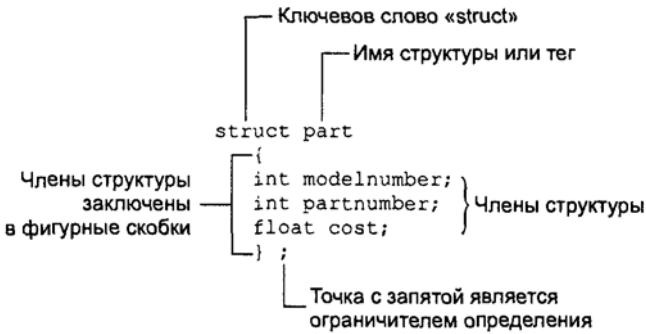 Ключевов слово «struct»
Имя структуры или тег
struct part
{
Члены структуры
заключены
в фигурные скобки
int modelnumber;
int partnumber;
float cost;
Члены структуры
} ;
Точка с запятой является
ограничителем определения